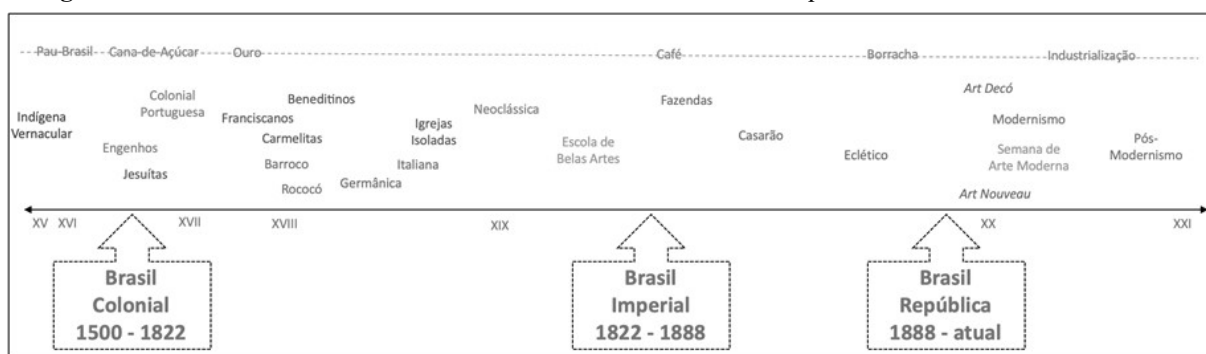 Pau-Brasil Cana-de-Açúcar Ouro Café Borracha Industrialização
Indígena
Vernacular
Colonial
Portuguesa
Engenhos
Jesuítas
Franciscanos
Beneditinos
Carmelitas
Barroco
Rococó
Germânica
Igrejas
Isoladas
Italiana
Neoclássica
Escola de
Belas Artes
Fazendas
Casarão
Eclético
Art Decó
Modernismo
Semana de
Arte Moderna
Art Nouveau
Pós-
Modernismo
XV XVI XVII XVIII XIX XX XXI
Brasil
Colonial
1500 - 1822
Brasil
Imperial
1822 - 1888
Brasil
República
1888 - atual